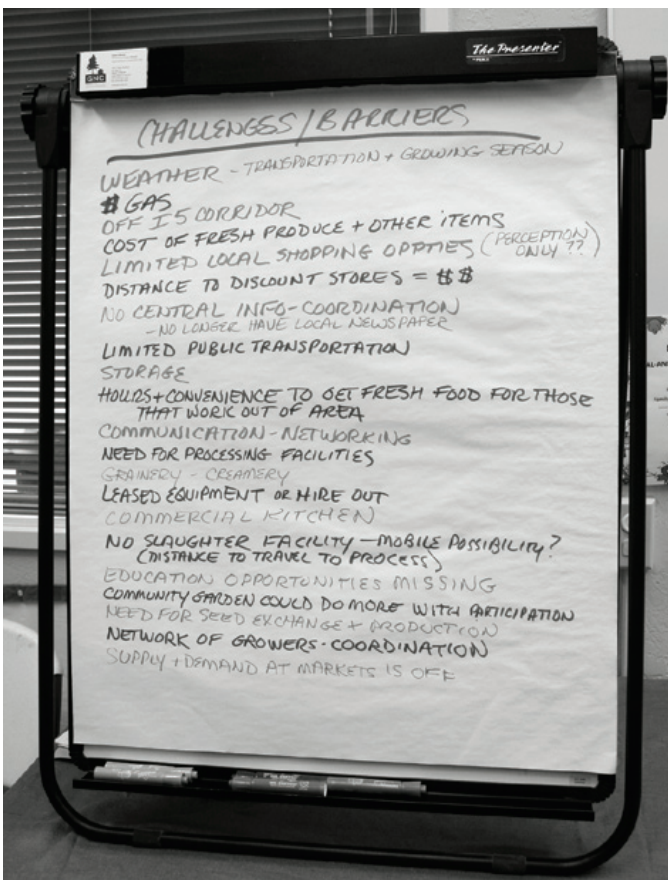 GNC
The Presenter
CHALLENGES/BARRIERS
WEATHER - TRANSPORTATION + GROWING SEASON
$ GAS
OFF I5 CORRIDOR
COST OF FRESH PRODUCE + OTHER ITEMS
LIMITED LOCAL SHOPPING OPPTIES (PERCEPTION
ONLY ??)
DISTANCE TO DISCOUNT STORES = $$
NO CENTRAL INFO-COORDINATION
- NO LONGER HAVE LOCAL NEWSPAPER
LIMITED PUBLIC TRANSPORTATION
STORAGE
HOURS + CONVENIENCE TO GET FRESH FOOD FOR THOSE
THAT WORK OUT OF AREA
COMMUNICATION - NETWORKING
NEED FOR PROCESSING FACILITIES
GRAINERY - CREAMERY
LEASED EQUIPMENT OR HIRE OUT
COMMERCIAL KITCHEN
NO SLAUGHTER FACILITY - MOBILE POSSIBILITY?
(DISTANCE TO TRAVEL TO PROCESS)
EDUCATION OPPORTUNITIES MISSING
COMMUNITY GARDEN COULD DO MORE WITH PARTICIPATION
NEED FOR SEED EXCHANGE + PRODUCTION
NETWORK OF GROWERS - COORDINATION
SUPPLY + DEMAND AT MARKETS IS OFF